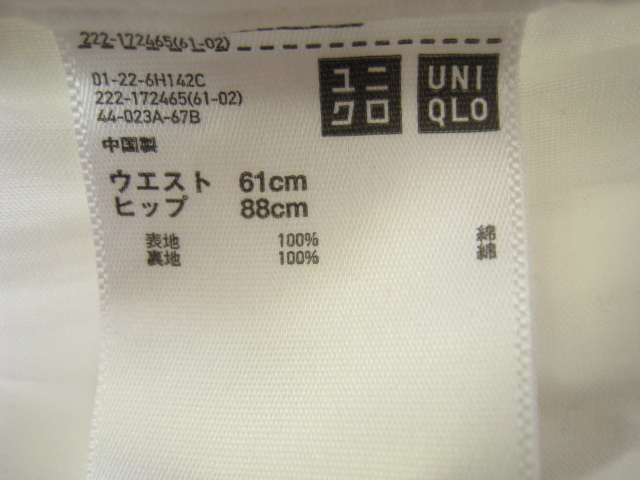 222-172465(61-02)
01-22-6H142C
222-172465(61-02)
44-023A-67B
ユニ
クロ
UNI
QLO
中国製
ウエスト 61cm
ヒップ 88cm
表地 100% 綿
裏地 100% 綿